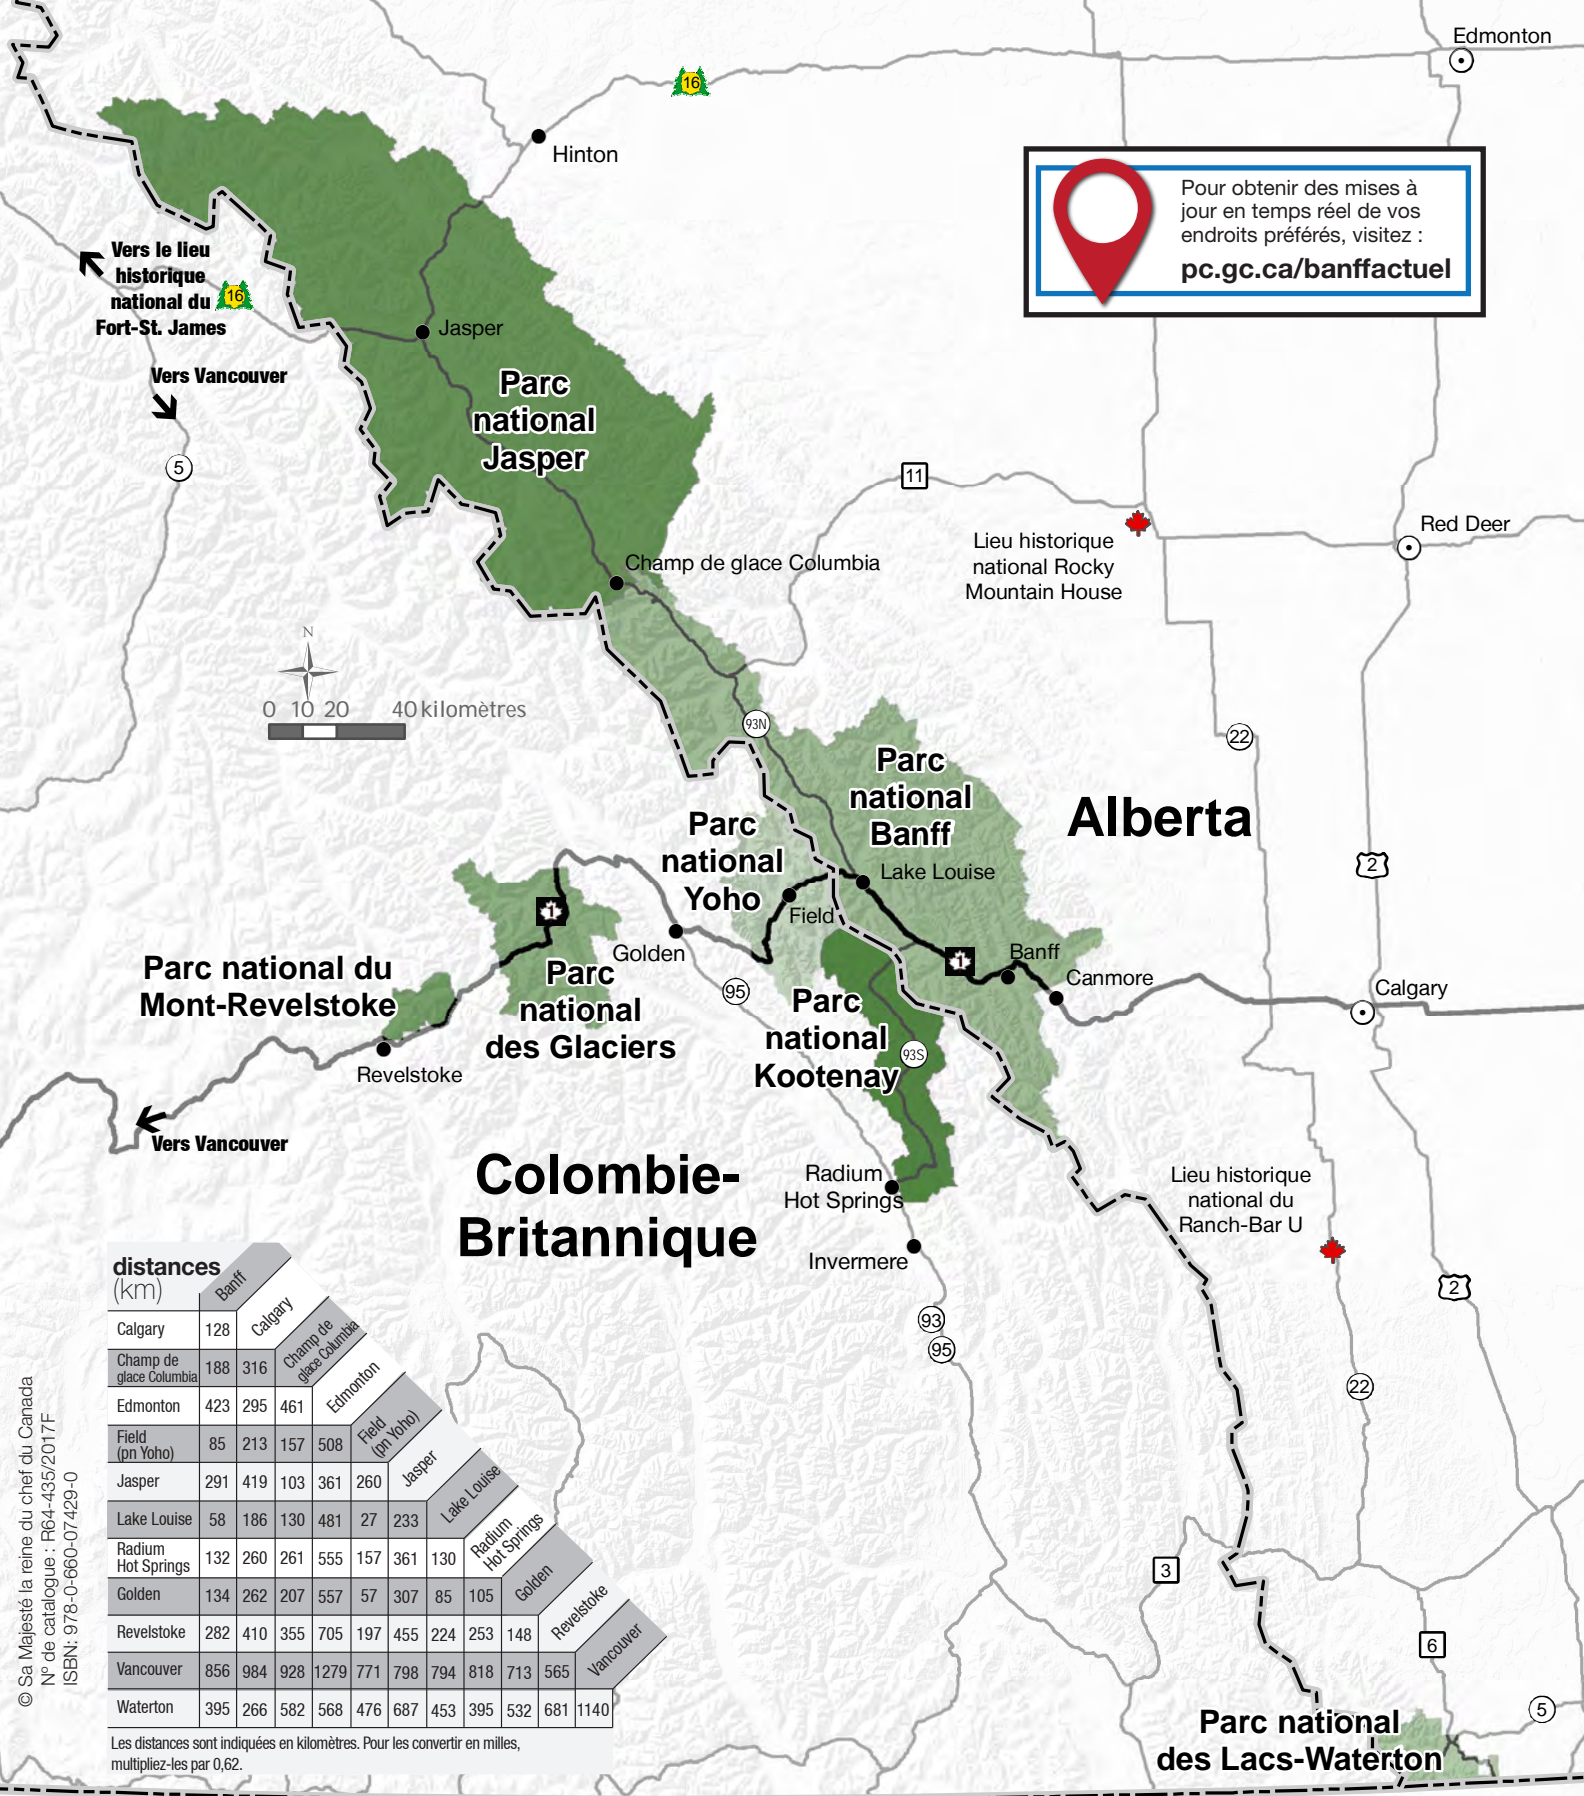 Edmonton
16
Hinton
Pour obtenir des mises à
jour en temps réel de vos
endroits préférés, visitez :
pc.gc.ca/banffactuel
Vers le lieu
historique
national du
Fort-St. James
16
Jasper
Vers Vancouver
Parc
national
Jasper
5
11
Red Deer
Lieu historique
national Rocky
Mountain House
Champ de glace Columbia
N
0 10 20 40 kilomètres
93N
22
Parc
national
Banff
Alberta
Parc
national
Yoho
2
Lake Louise
1
Field
Golden
Banff
1
Parc national du
Mont-Revelstoke
Parc
national
des Glaciers
Canmore
Calgary
95
Parc
national
Kootenay
93S
Revelstoke
Vers Vancouver
Colombie-
Britannique
Radium
Hot Springs
Lieu historique
national du
Ranch-Bar U
Invermere
2
93
95
22
3
6
5
Parc national
des Lacs-Waterton
distances
(km)
Banff
Calgary
Champ de
glace Columbia
Edmonton
Field
(pn Yoho)
Jasper
Lake Louise
Radium
Hot Springs
Golden
Revelstoke
Vancouver
Calgary 128
Champ de
glace Columbia 188 316
Edmonton 423 295 461
Field
(pn Yoho) 85 213 157 508
Jasper 291 419 103 361 260
Lake Louise 58 186 130 481 27 233
Radium
Hot Springs 132 260 261 555 157 361 130
Golden 134 262 207 557 57 307 85 105
Revelstoke 282 410 355 705 197 455 224 253 148
Vancouver 856 984 928 1279 771 798 794 818 713 565
Waterton 395 266 582 568 476 687 453 395 532 681 1140
Les distances sont indiquées en kilomètres. Pour les convertir en milles,
multipliez-les par 0,62.
© Sa Majesté la reine du chef du Canada
N° de catalogue : R64-435/2017F
ISBN: 978-0-660-07429-0